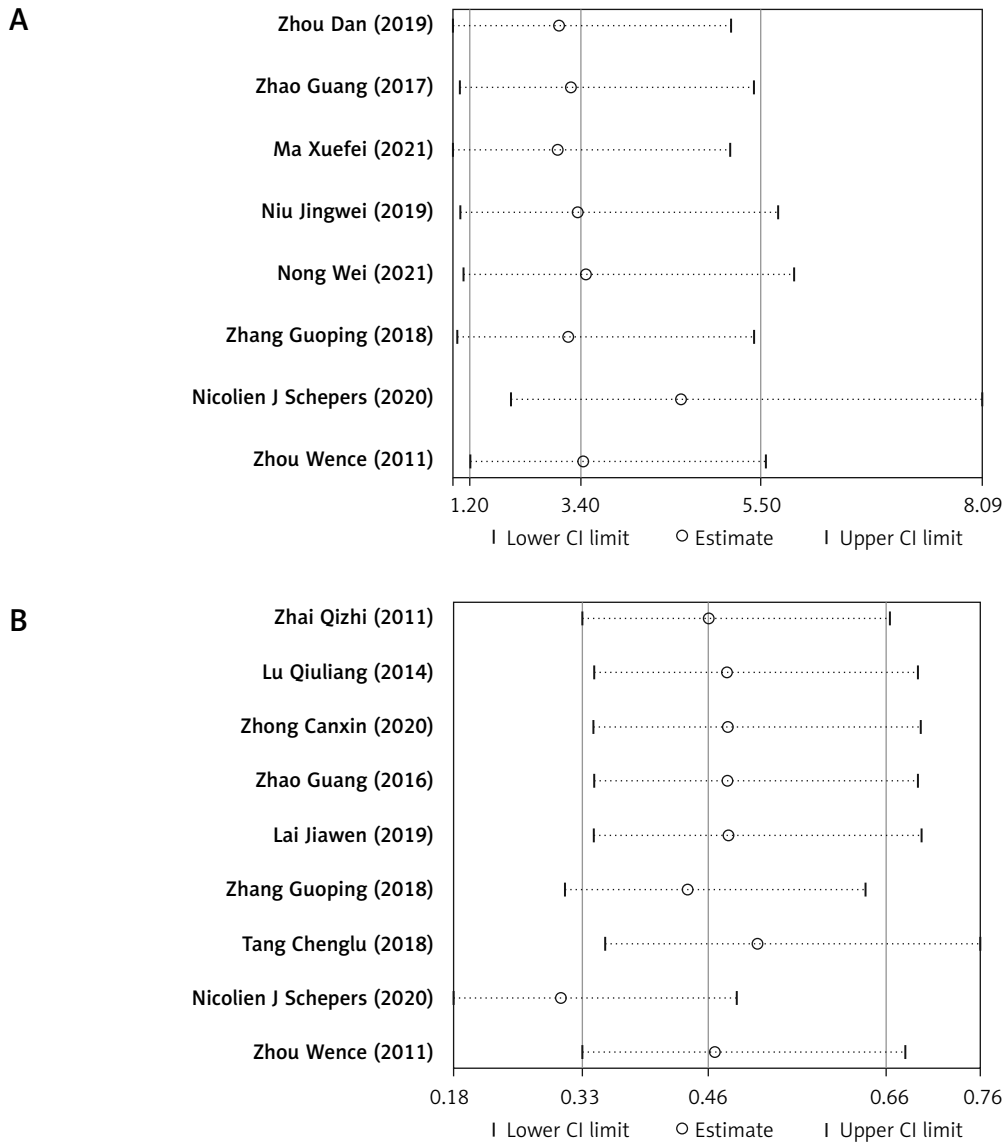 A
Zhou Dan (2019)
Zhao Guang (2017)
Ma Xuefei (2021)
Niu Jingwei (2019)
Nong Wei (2021)
Zhang Guoping (2018)
Nicolien J Schepers (2020)
Zhou Wence (2011)
1.20 3.40 5.50 8.09
Lower CI limit Estimate Upper CI limit
B
Zhai Qizhi (2011)
Lu Qiuliang (2014)
Zhong Canxin (2020)
Zhao Guang (2016)
Lai Jiawen (2019)
Zhang Guoping (2018)
Tang Chenglu (2018)
Nicolien J Schepers (2020)
Zhou Wence (2011)
0.18 0.33 0.46 0.66 0.76
Lower CI limit Estimate Upper CI limit